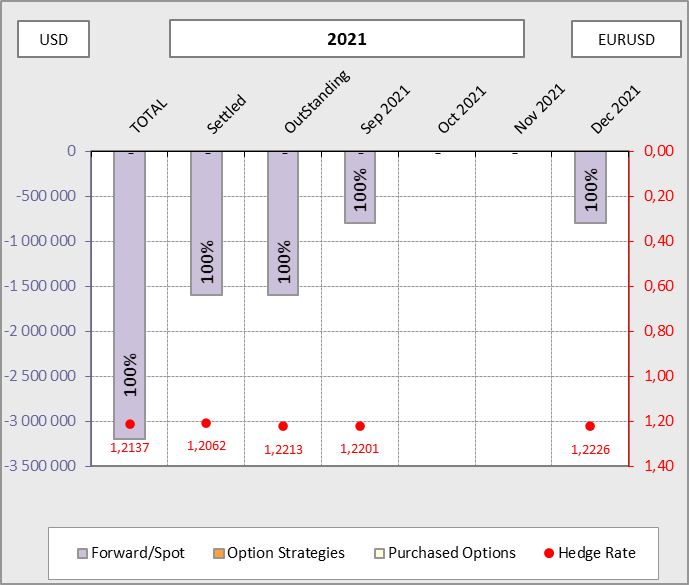 USD
2021
EURUSD
TOTAL
Settled
OutStanding
Sep 2021
Oct 2021
Nov 2021
Dec 2021
0
-500 000
-1 000 000
-1 500 000
-2 000 000
-2 500 000
-3 000 000
-3 500 000
100%
100%
100%
100%
100%
1,2137
1,2062
1,2213
1,2201
1,2226
0,00
0,20
0,40
0,60
0,80
1,00
1,20
1,40
Forward/Spot
Option Strategies
Purchased Options
Hedge Rate